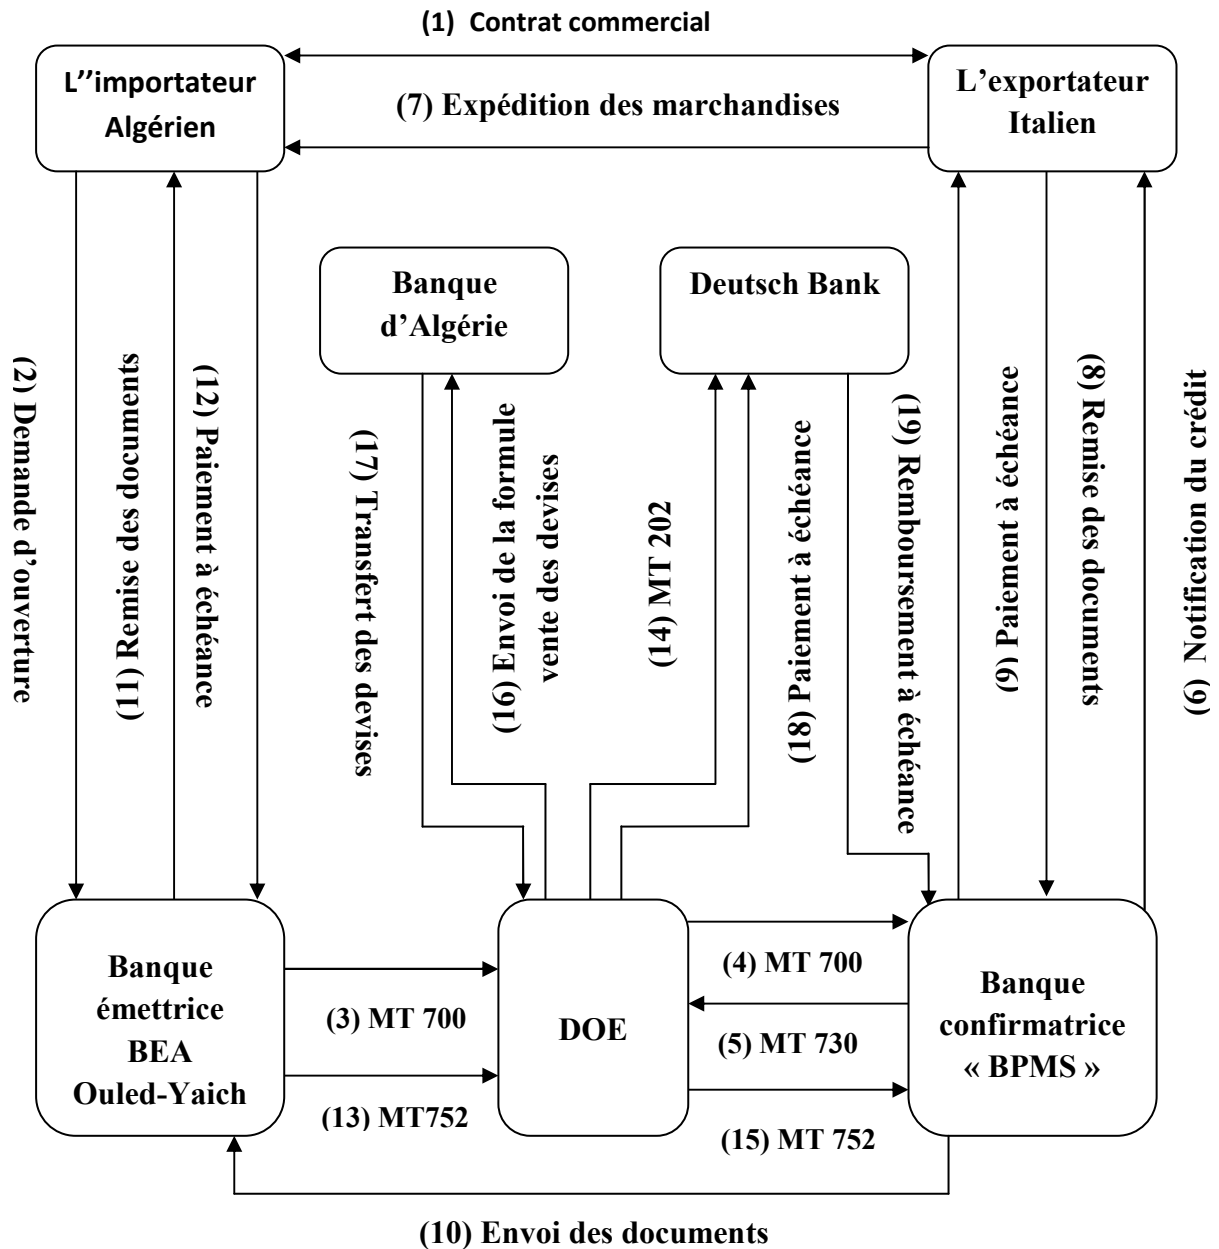 (1) Contrat commercial
L’’importateur
Algérien
(7) Expédition des marchandises
L’exportateur
Italien
Banque
d’Algérie
Deutsch Bank
(2) Demande d’ouverture
(11) Remise des documents
(12) Paiement à échéance
(17) Transfert des devises
(16) Envoi de la formule
vente des devises
(14) MT 202
(18) Paiement à échéance
(19) Remboursement à échéance
(9) Paiement à échéance
(8) Remise des documents
(6) Notification du crédit
Banque
émettrice
BEA
Ouled-Yaich
(3) MT 700
(13) MT752
DOE
(4) MT 700
(5) MT 730
(15) MT 752
Banque
confirmatrice
« BPMS »
(10) Envoi des documents